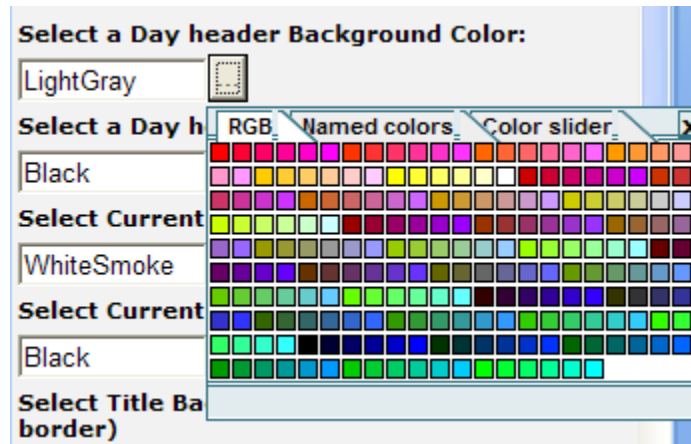 Select a Day header Background Color:
LightGray
RGB Named colors Color slider x
Select a Day h
Black
Select Current
WhiteSmoke
Select Current
Black
Select Title Ba
border)